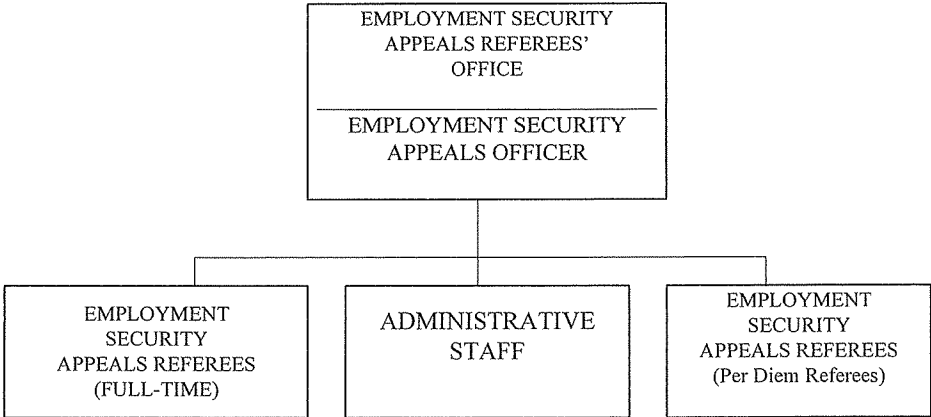 EMPLOYMENT SECURITY
APPEALS REFEREES'
OFFICE
EMPLOYMENT SECURITY
APPEALS OFFICER
EMPLOYMENT
SECURITY
APPEALS REFEREES
(FULL-TIME)
ADMINISTRATIVE
STAFF
EMPLOYMENT
SECURITY
APPEALS REFEREES
(Per Diem Referees)